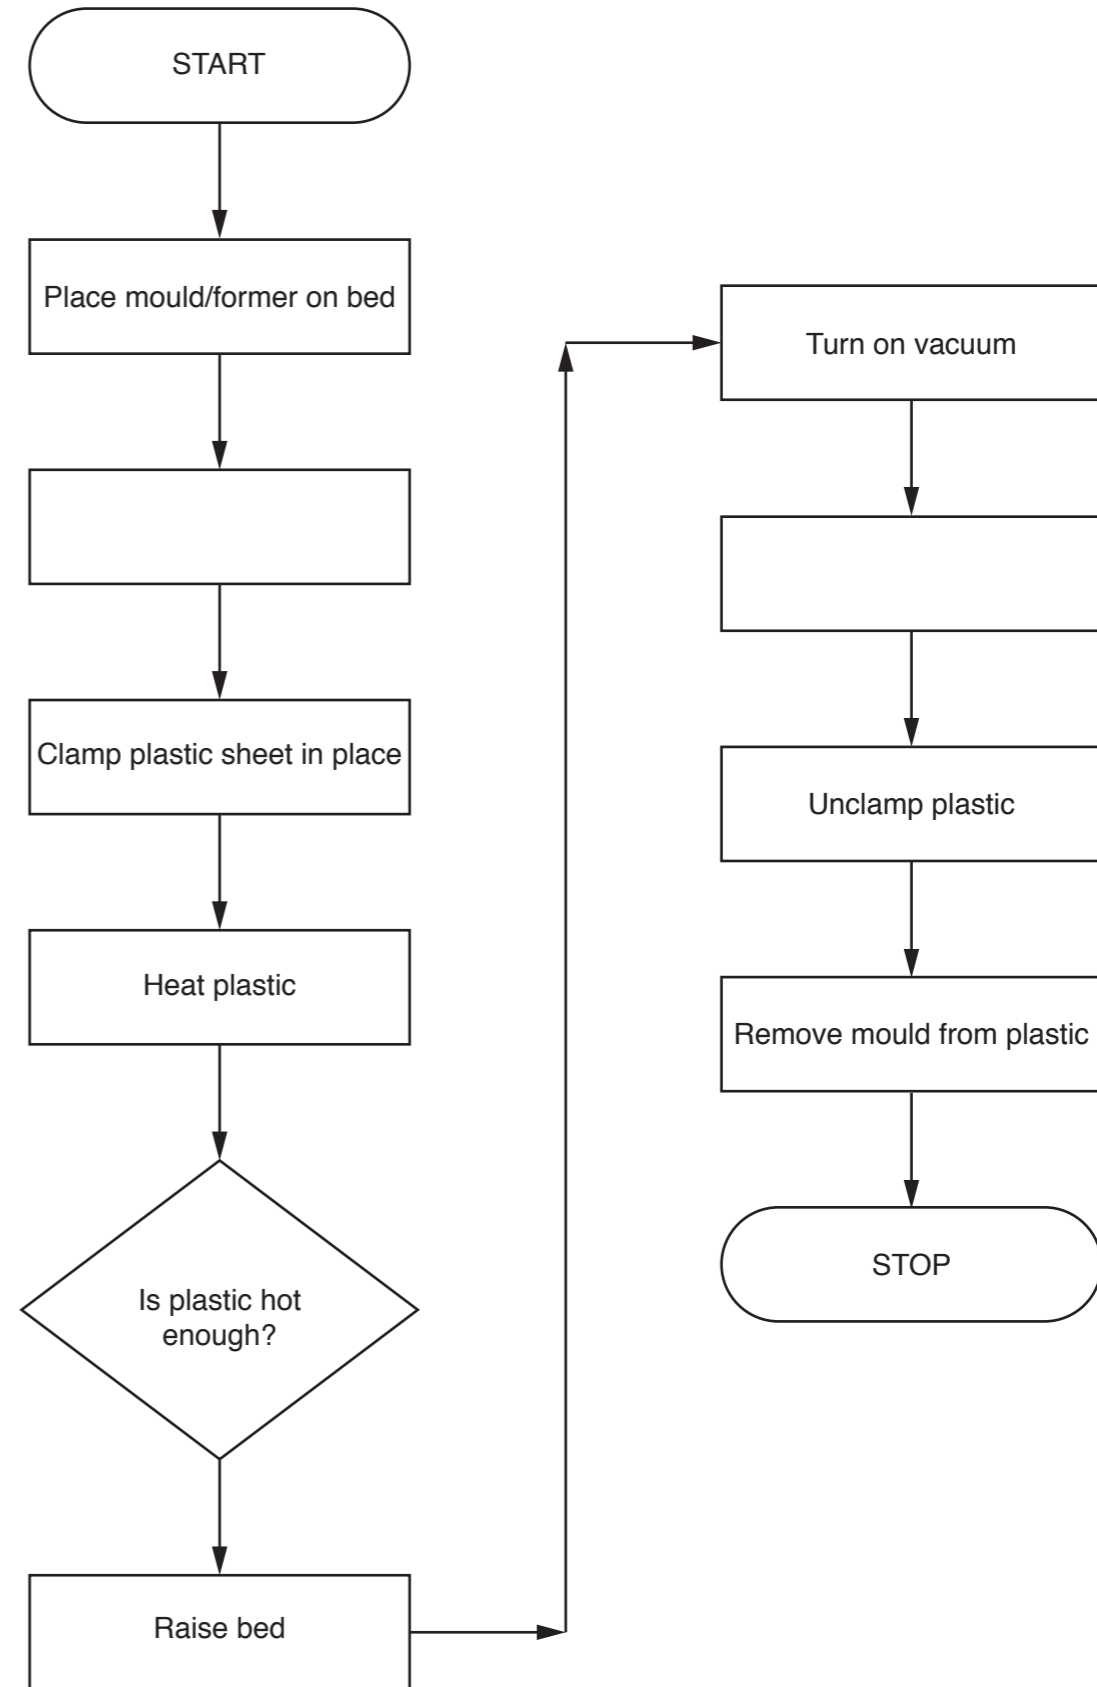 START
Place mould/former on bed
Clamp plastic sheet in place
Heat plastic
Is plastic hot
enough?
Raise bed
Turn on vacuum
Unclamp plastic
Remove mould from plastic
STOP